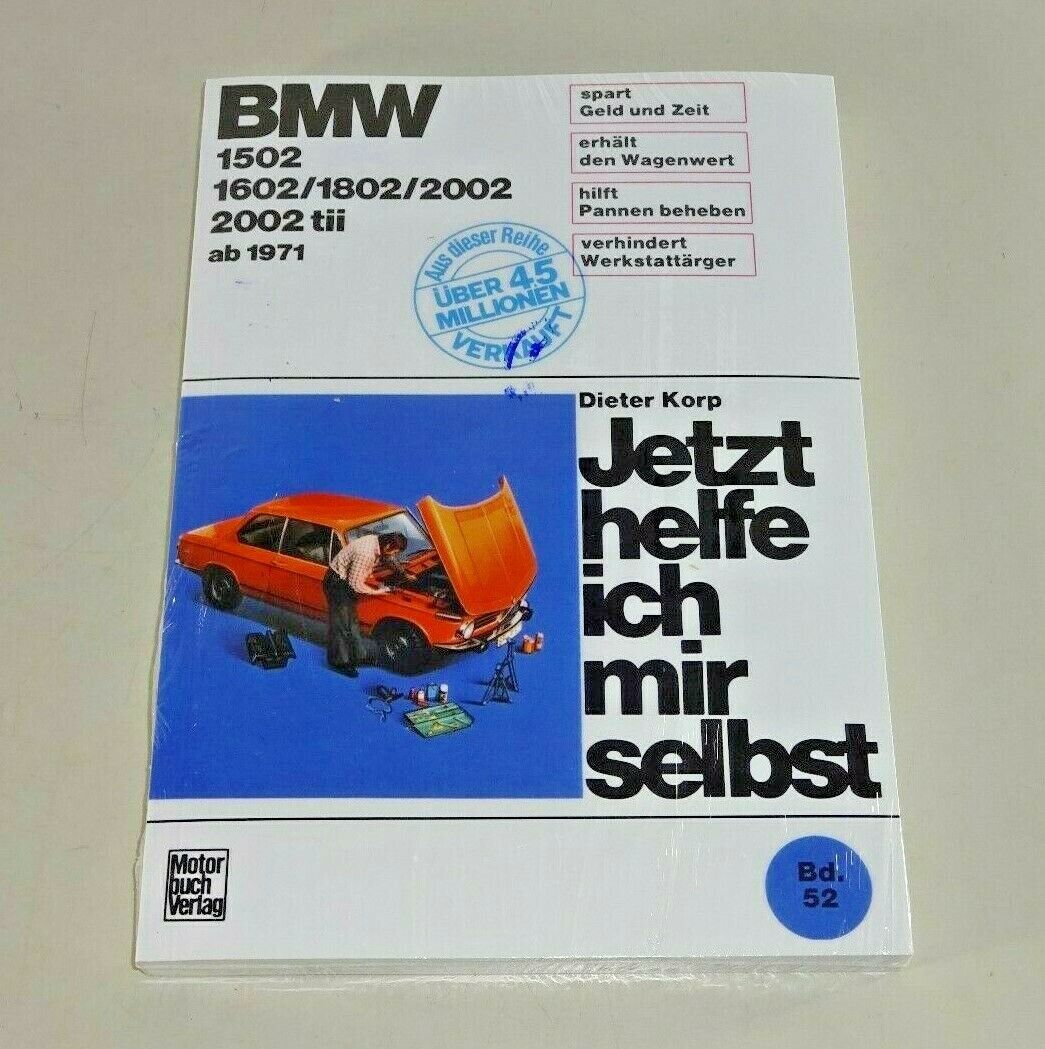 BMW
1502
1602/1802/2002
2002 tii
ab 1971
spart
Geld und Zeit
erhält
den Wagenwert
hilft
Pannen beheben
verhindert
Werkstattärger
Aus dieser Reihe
ÜBER 4.5
MILLIONEN
VERKAUFT
Dieter Korp
Jetzt
helfe
ich
mir
selbst
Motor
buch
Verlag
Bd.
52